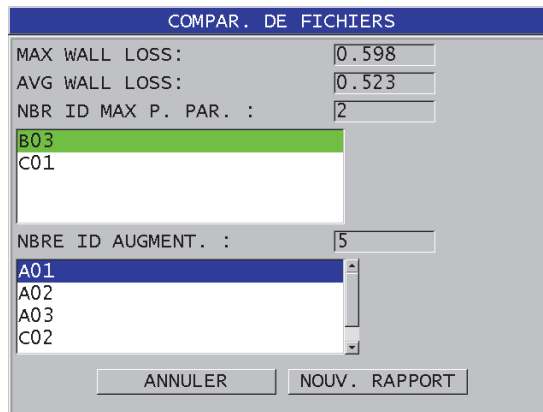 COMPAR. DE FICHIERS
MAX WALL LOSS: 0.598
AVG WALL LOSS: 0.523
NBR ID MAX P. PAR. : 2
B03
C01
NBRE ID AUGMENT. : 5
A01
A02
A03
C02
ANNULER NOUV. RAPPORT